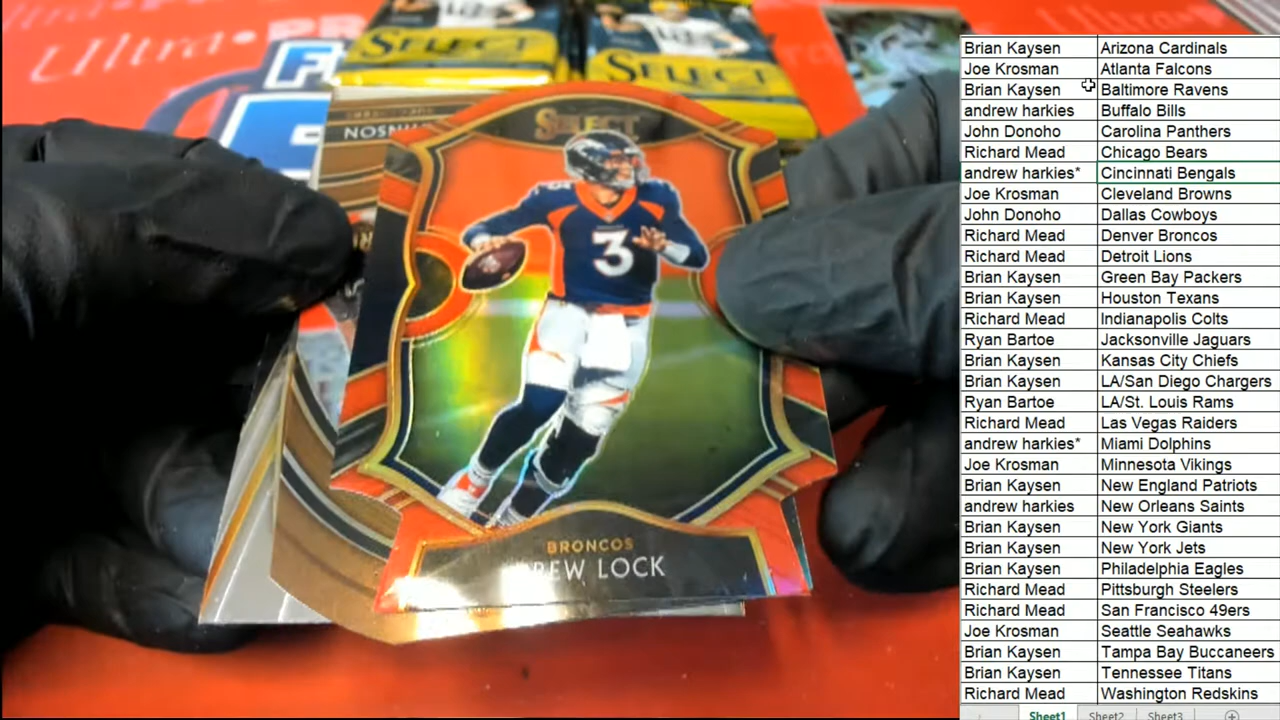 Ultra PRO
SELECT
SELECT
SELECT
3
BRONCOS
DREW LOCK
Brian Kaysen Arizona Cardinals
Joe Krosman Atlanta Falcons
Brian Kaysen Baltimore Ravens
andrew harkies Buffalo Bills
John Donoho Carolina Panthers
Richard Mead Chicago Bears
andrew harkies* Cincinnati Bengals
Joe Krosman Cleveland Browns
John Donoho Dallas Cowboys
Richard Mead Denver Broncos
Richard Mead Detroit Lions
Brian Kaysen Green Bay Packers
Brian Kaysen Houston Texans
Richard Mead Indianapolis Colts
Ryan Bartoe Jacksonville Jaguars
Brian Kaysen Kansas City Chiefs
Brian Kaysen LA/San Diego Chargers
Ryan Bartoe LA/St. Louis Rams
Richard Mead Las Vegas Raiders
andrew harkies* Miami Dolphins
Joe Krosman Minnesota Vikings
Brian Kaysen New England Patriots
andrew harkies New Orleans Saints
Brian Kaysen New York Giants
Brian Kaysen New York Jets
Brian Kaysen Philadelphia Eagles
Richard Mead Pittsburgh Steelers
Richard Mead San Francisco 49ers
Joe Krosman Seattle Seahawks
Brian Kaysen Tampa Bay Buccaneers
Brian Kaysen Tennessee Titans
Richard Mead Washington Redskins
Sheet1 Sheet2 Sheet3